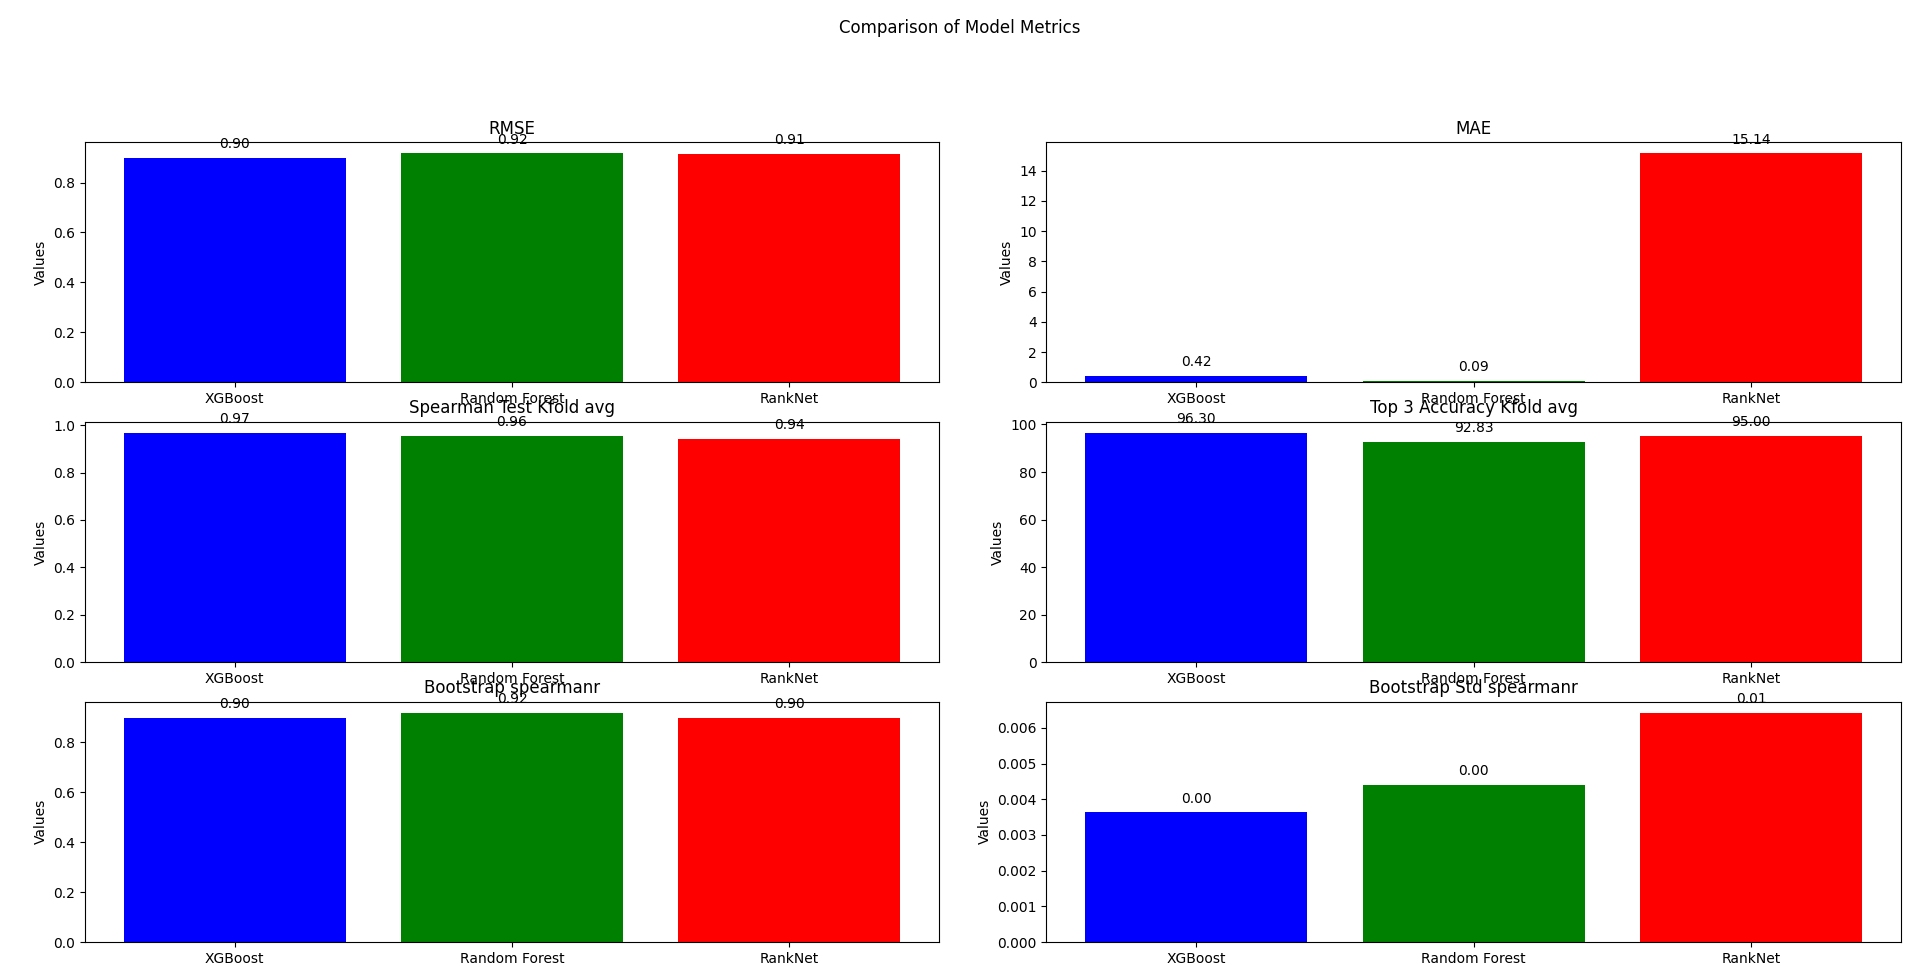 Comparison of Model Metrics
RMSE
0.90
0.92
0.91
Values
0.8
0.6
0.4
0.2
0.0
XGBoost
Random Forest
RankNet
MAE
0.42
0.09
15.14
Values
14
12
10
8
6
4
2
0
XGBoost
Random Forest
RankNet
Spearman Test Kfold avg
0.97
0.96
0.94
Values
1.0
0.8
0.6
0.4
0.2
0.0
XGBoost
Random Forest
RankNet
Top 3 Accuracy Kfold avg
96.30
92.83
95.00
Values
100
80
60
40
20
0
XGBoost
Random Forest
RankNet
Bootstrap spearmanr
0.90
0.92
0.90
Values
0.8
0.6
0.4
0.2
0.0
XGBoost
Random Forest
RankNet
Bootstrap Std spearmanr
0.00
0.00
0.01
Values
0.006
0.005
0.004
0.003
0.002
0.001
0.000
XGBoost
Random Forest
RankNet